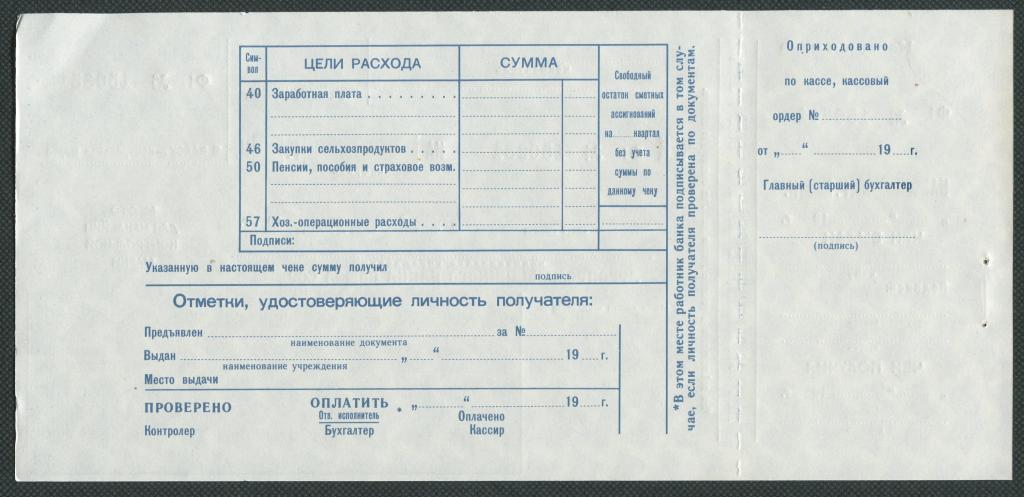 Сим-
вол
ЦЕЛИ РАСХОДА
СУММА
Свободный
остаток сметных
ассигнований
на...... квартал
без учета
суммы по
данному чеку
40 Заработная плата . . . . . . . . .
46 Закупки сельхозпродуктов . . . . .
50 Пенсии, пособия и страховое возм.
57 Хоз.-операционные расходы . . . .
Подписи:
Указанную в настоящем чеке сумму получил
подпись
Отметки, удостоверяющие личность получателя:
Предъявлен за №
наименование документа
Выдан „ “ 19 г.
наименование учреждения
Место выдачи
ПРОВЕРЕНО ОПЛАТИТЬ * „ “ 19 г.
Отв. исполнитель Оплачено
Контролер Бухгалтер Кассир
*В этом месте работник банка подписывается в том слу-
чае, если личность получателя проверена по документам.
Оприходовано
по кассе, кассовый
ордер №
от „ “ 19 г.
Главный (старший) бухгалтер
(подпись)